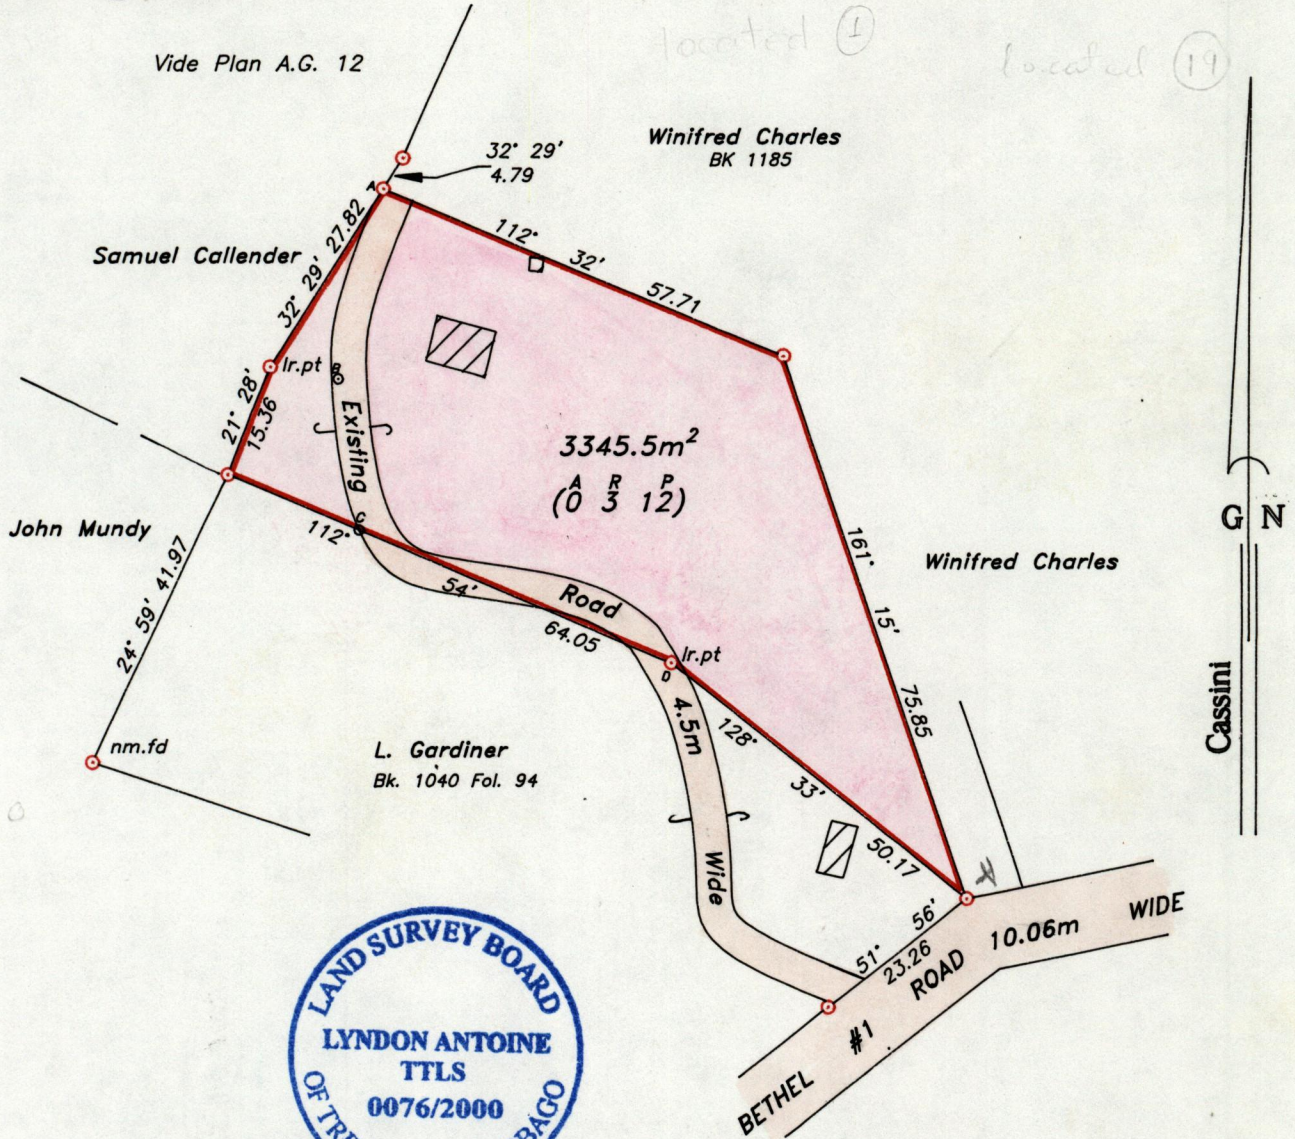 located 1
located 19
Vide Plan A.G. 12
Winifred Charles
BK 1185
32° 29'
4.79
A
Samuel Callender
32° 29' 27.82
112° 32' 57.71
Ir.pt
B
21° 28'
15.36
Existing
3345.5m²
A R P
(0 3 12)
G N
John Mundy
C
112° 54' 64.05
Winifred Charles
161° 15' 75.85
24° 59' 41.97
Road
Ir.pt
D
Cassini
4.5m
128° 33' 50.17
nm.fd
L. Gardiner
Bk. 1040 Fol. 94
Wide
51° 56'
23.26
BETHEL #1 ROAD 10.06m WIDE
LAND SURVEY BOARD
LYNDON ANTOINE
TTLS
0076/2000